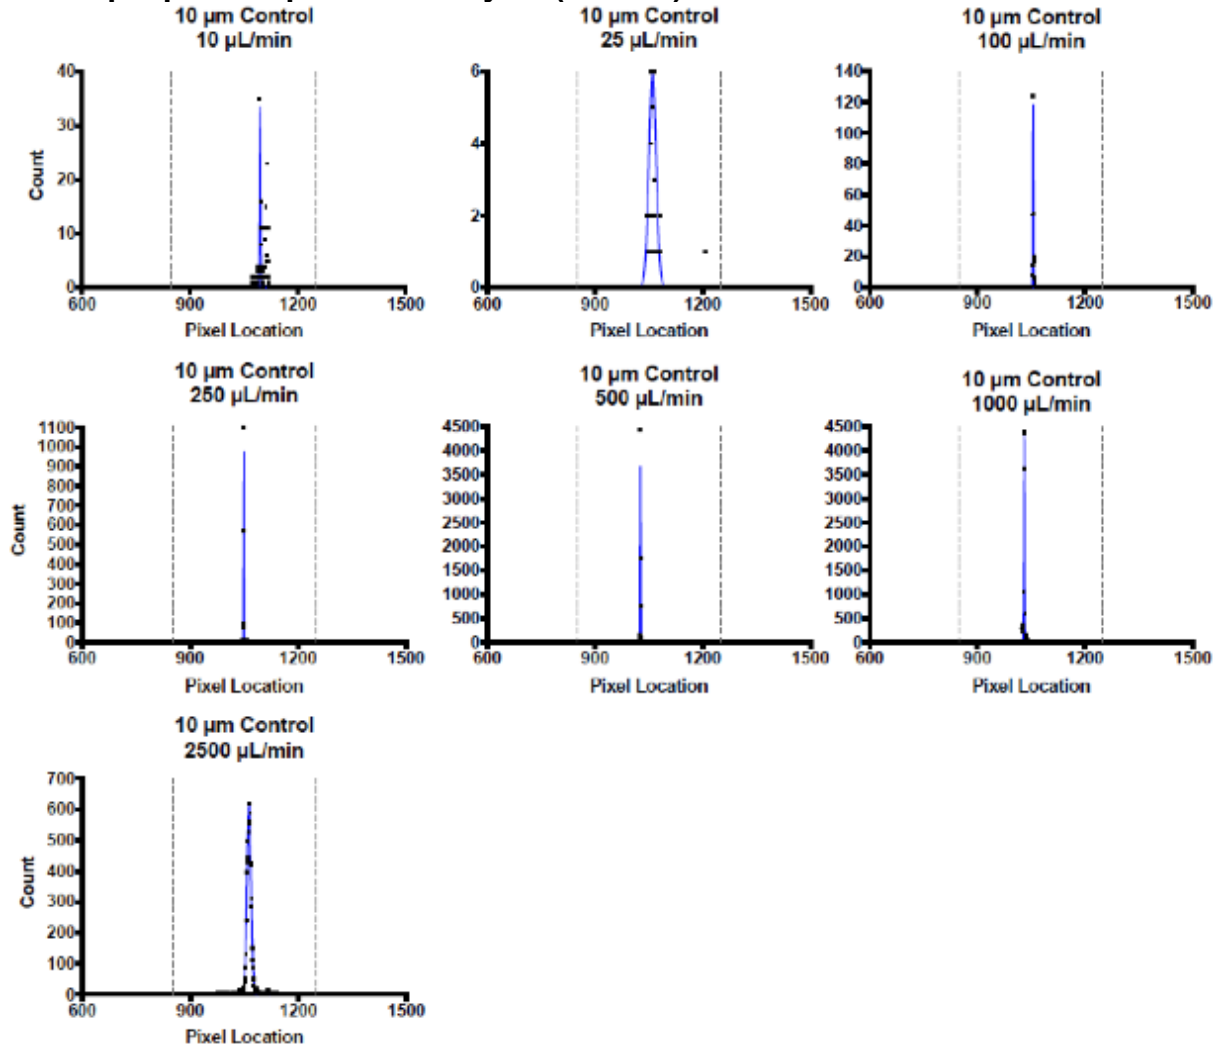 10 µm Control
10 µL/min
10 µm Control
25 µL/min
10 µm Control
100 µL/min
Count
40
30
20
10
0
600 900 1200 1500
Pixel Location
6
4
2
0
600 900 1200 1500
Pixel Location
140
120
100
80
60
40
20
0
600 900 1200 1500
Pixel Location
10 µm Control
250 µL/min
10 µm Control
500 µL/min
10 µm Control
1000 µL/min
Count
1100
1000
900
800
700
600
500
400
300
200
100
0
600 900 1200 1500
Pixel Location
4500
4000
3500
3000
2500
2000
1500
1000
500
0
600 900 1200 1500
Pixel Location
4500
4000
3500
3000
2500
2000
1500
1000
500
0
600 900 1200 1500
Pixel Location
10 µm Control
2500 µL/min
Count
700
600
500
400
300
200
100
0
600 900 1200 1500
Pixel Location